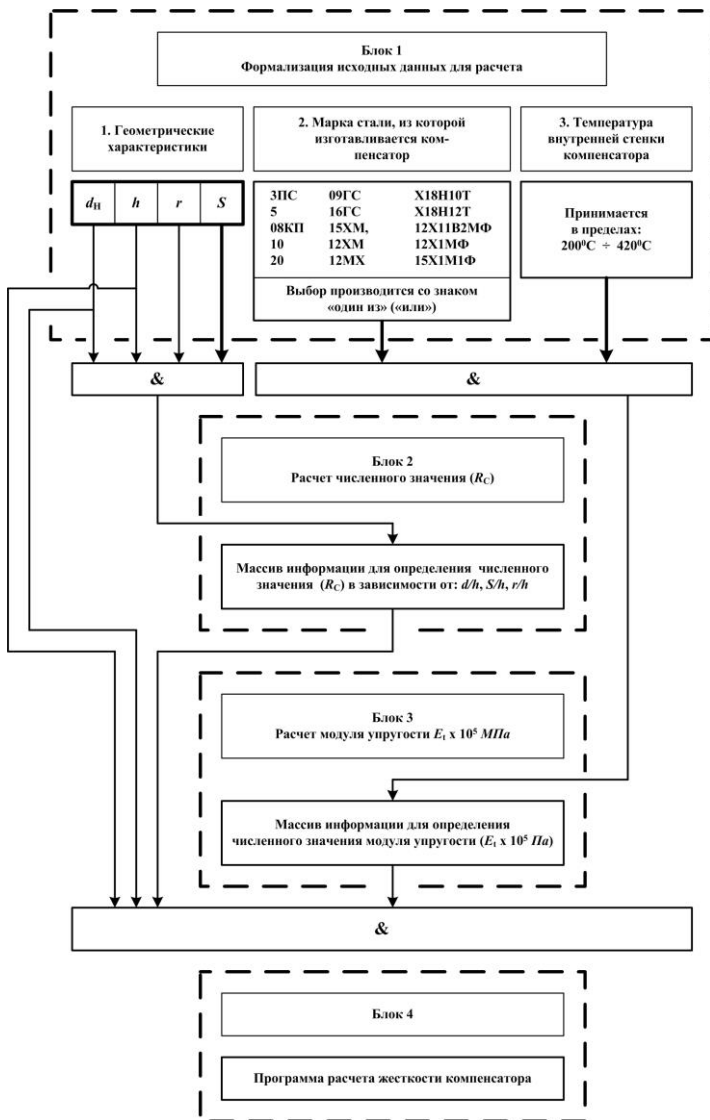 Блок 1
Формализация исходных данных для расчета
1. Геометрические
характеристики
2. Марка стали, из которой
изготавливается ком-
пенсатор
3. Температура
внутренней стенки
компенсатора
dн h r S
3ПС 09ГС Х18Н10Т
5 16ГС Х18Н12Т
08КП 15ХМ, 12Х11В2МФ
10 12ХМ 12Х1МФ
20 12МХ 15Х1М1Ф
Выбор производится со знаком
«один из» («или»)
Принимается
в пределах:
200⁰С ÷ 420⁰С
&
&
Блок 2
Расчет численного значения (RС)
Массив информации для определения численного
значения (RС) в зависимости от: d/h, S/h, r/h
Блок 3
Расчет модуля упругости Et х 10⁵ МПа
Массив информации для определения
численного значения модуля упругости (Et х 10⁵ Па)
&
Блок 4
Программа расчета жесткости компенсатора